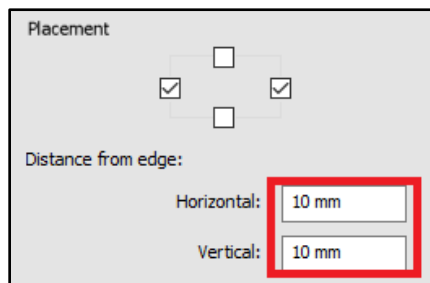 Placement
Distance from edge:
Horizontal: 10 mm
Vertical: 10 mm